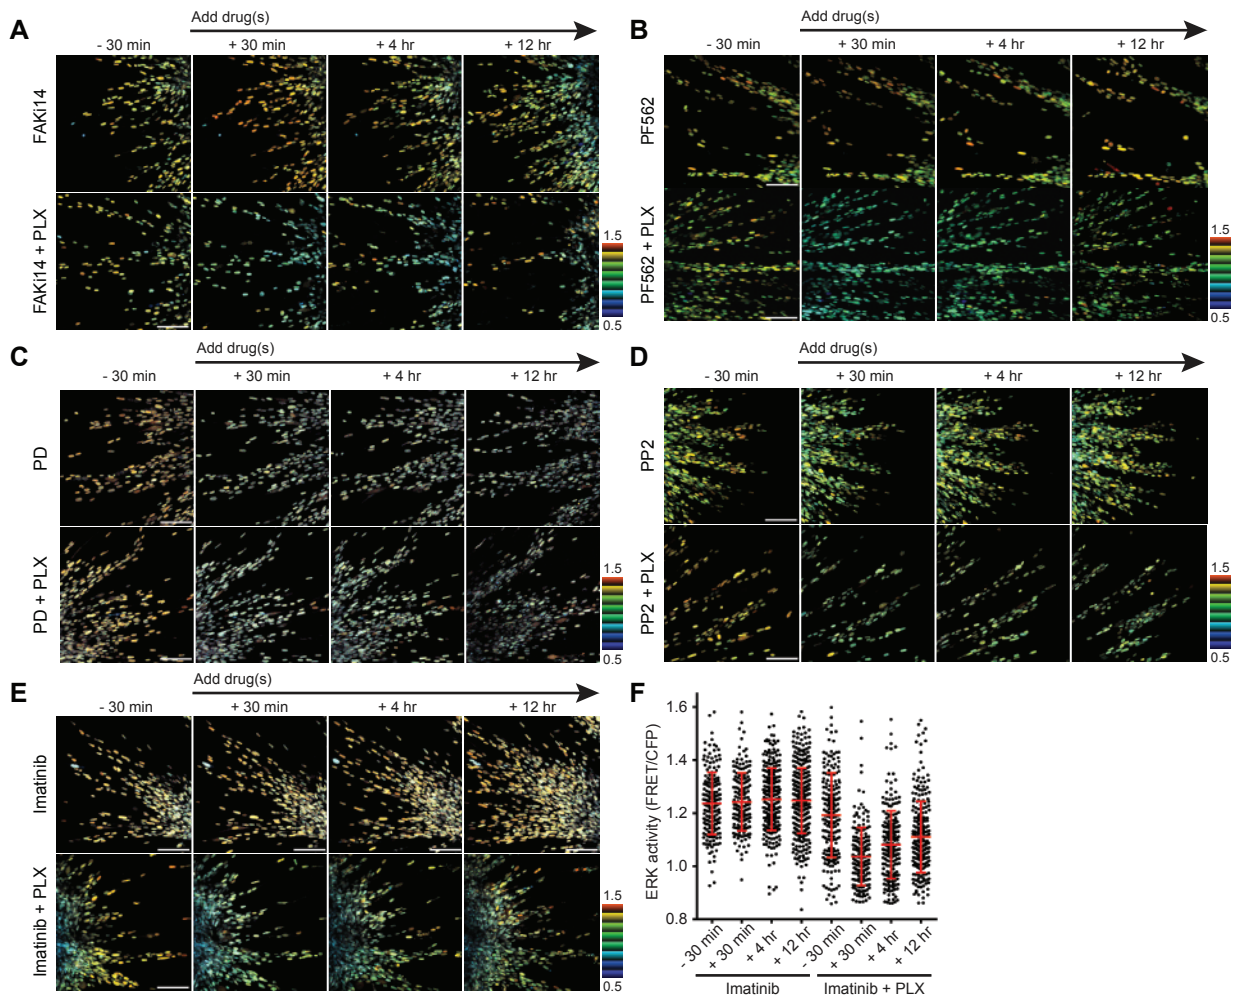 A
Add drug(s)
- 30 min + 30 min + 4 hr + 12 hr
FAKi14
FAKi14 + PLX
1.5
0.5
B
Add drug(s)
- 30 min + 30 min + 4 hr + 12 hr
PF562
PF562 + PLX
1.5
0.5
C
Add drug(s)
- 30 min + 30 min + 4 hr + 12 hr
PD
PD + PLX
1.5
0.5
D
Add drug(s)
- 30 min + 30 min + 4 hr + 12 hr
PP2
PP2 + PLX
1.5
0.5
E
Add drug(s)
- 30 min + 30 min + 4 hr + 12 hr
Imatinib
Imatinib + PLX
1.5
0.5
F
ERK activity (FRET/CFP)
1.6
1.4
1.2
1.0
0.8
- 30 min + 30 min + 4 hr + 12 hr - 30 min + 30 min + 4 hr + 12 hr
Imatinib Imatinib + PLX